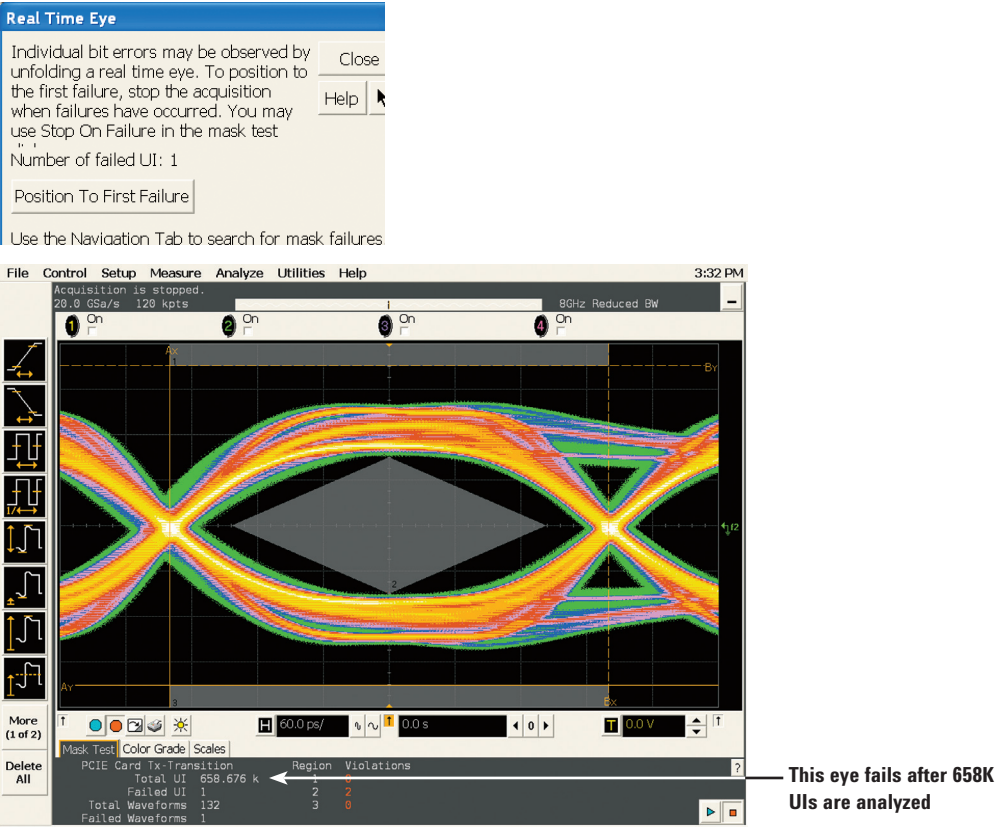 Real Time Eye
Individual bit errors may be observed by
unfolding a real time eye. To position to
the first failure, stop the acquisition
when failures have occurred. You may
use Stop On Failure in the mask test
Close
Help
Number of failed UI: 1
Position To First Failure
Use the Navigation Tab to search for mask failures
File Control Setup Measure Analyze Utilities Help 3:32 PM
Acquisition is stopped.
20.0 GSa/s 120 kpts 8GHz Reduced BW
1 On 2 On 3 On 4 On
Ax
1
By
2
Ay
3
Bx
1/
More
(1 of 2)
Delete
All
H 60.0 ps/ 0.0 s 0 T 0.0 V
Mask Test Color Grade Scales
PCIE Card Tx-Transition Region Violations
Total UI 658.676 k 1 0
Failed UI 1 2 2
Total Waveforms 132 3 0
Failed Waveforms 1
?
This eye fails after 658K
UIs are analyzed